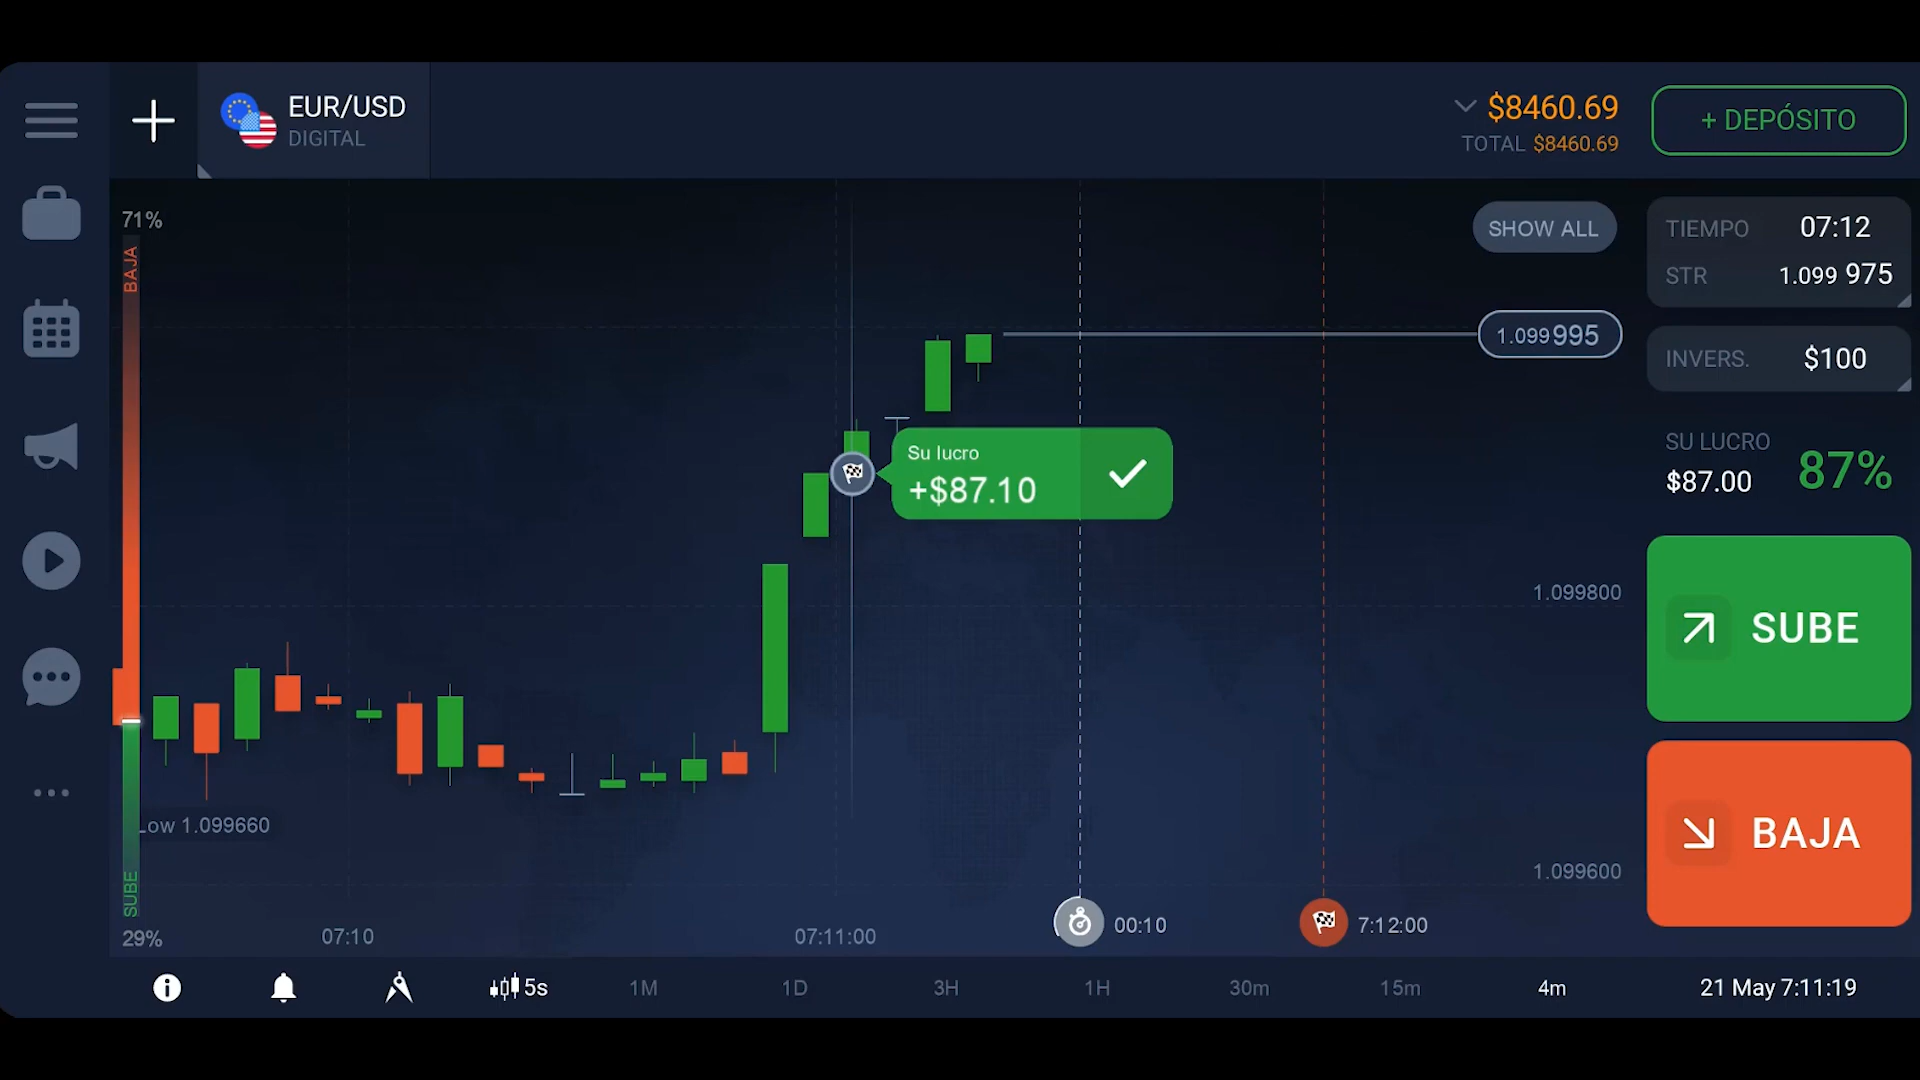 EUR/USD
DIGITAL
$8460.69
TOTAL $8460.69
+ DEPÓSITO
71%
BAJA
SHOW ALL
TIEMPO 07:12
STR 1.099 975
1.099995
INVERS. $100
Su lucro
+$87.10
SU LUCRO
$87.00
87%
1.099800
SUBE
BAJA
Low 1.099660
1.099600
SUBE
29%
07:10
07:11:00
00:10
7:12:00
5s
1M
1D
3H
1H
30m
15m
4m
21 May 7:11:19